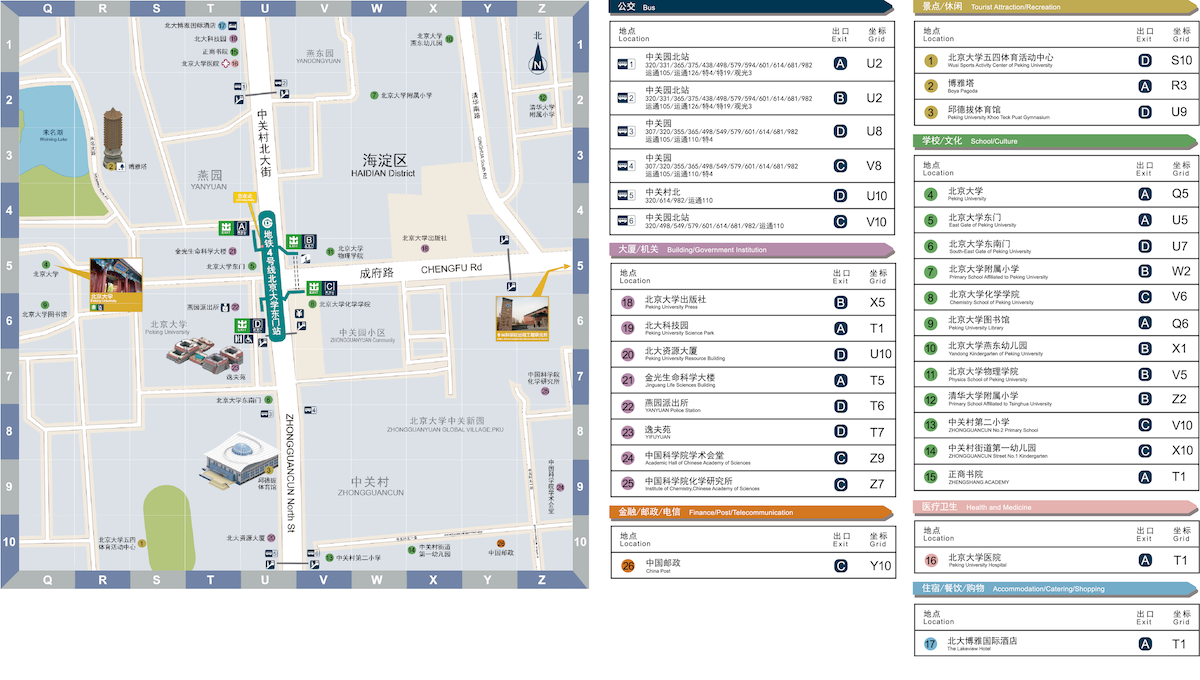 Q R S T U V W X Y Z
1
2
3
4
5
6
7
8
9
10
1
2
3
4
5
6
7
8
9
10
Q R S T U V W X Y Z
北大博雅国际酒店 17
北大科技园 19
正商书院 15
北京大学医院 16
燕东园
YANDONGYUAN
北京大学
燕东幼儿园 10
北
N
7 北京大学附属小学
12
清华大学
附属小学
未名湖
博雅塔
2
海淀区
HAIDIAN District
燕园
YANYUAN
中关村北大街
清华南路
A
B
C
D
地铁4号线北京大学东门站
金光生命科学大楼 21
北京大学东门 5
11 北京大学
物理学院
北京大学出版社
18
成府路 CHENGFU Rd
4
北京大学
北京大学
9
北京大学图书馆
燕园派出所 22
8 北京大学化学学院
北京大学
Peking University
中关园小区
23
逸夫苑
中国科学院
化学研究所
25
北京大学东南门 6
3
4
北京大学中关新园
ZHONGGUANYUAN GLOBAL VILLAGE,PKU
ZHONGGUANCUN North St
3
邱德拔
体育馆
中关村
ZHONGGUANCUN
中国科学院学术会堂
24
北京大学五四
体育活动中心 1
北大资源大厦 20
13 中关村第二小学
14 中关村街道
第一幼儿园
26
中国邮政
公交 Bus
地点 出口 坐标
Location Exit Grid
1 中关园北站 A U2
320/331/365/375/438/498/579/594/601/614/681/982
运通105/运通126/特4/特19/观光3
2 中关园北站 B U2
320/331/365/375/438/498/579/594/601/614/681/982
运通105/运通126/特4/特19/观光3
3 中关园 D U8
307/320/355/365/498/549/579/601/614/681/982
运通105/运通110/特4
4 中关园 C V8
307/320/355/365/498/549/579/601/614/681/982
运通105/运通110/特4
5 中关村北 D U10
320/614/982/运通110
6 中关园北站 C V10
320/498/549/579/601/681/982/运通110
大厦/机关 Building/Government Institution
地点 出口 坐标
Location Exit Grid
18 北京大学出版社 B X5
Peking University Press
19 北大科技园 A T1
Peking University Science Park
20 北大资源大厦 D U10
Peking University Resource Building
21 金光生命科学大楼 A T5
Jinguang Life Sciences Building
22 燕园派出所 D T6
YANYUAN Police Station
23 逸夫苑 D T7
YIFUYUAN
24 中国科学院学术会堂 C Z9
Academic Hall of Chinese Academy of Sciences
25 中国科学院化学研究所 C Z7
Institute of Chemistry,Chinese Academy of Sciences
金融/邮政/电信 Finance/Post/Telecommunication
地点 出口 坐标
Location Exit Grid
26 中国邮政 C Y10
China Post
景点/休闲 Tourist Attraction/Recreation
地点 出口 坐标
Location Exit Grid
1 北京大学五四体育活动中心 D S10
Wusi Sports Activity Center of Peking University
2 博雅塔 A R3
Boya Pagoda
3 邱德拔体育馆 D U9
Peking University Khoo Teck Puat Gymnasium
学校/文化 School/Culture
地点 出口 坐标
Location Exit Grid
4 北京大学 A Q5
Peking University
5 北京大学东门 A U5
East Gate of Peking University
6 北京大学东南门 D U7
South-East Gate of Peking University
7 北京大学附属小学 A W2
Primary School Affiliated to Peking University
8 北京大学化学学院 C V6
Chemistry School of Peking University
9 北京大学图书馆 A Q6
Peking University Library
10 北京大学燕东幼儿园 B X1
Yandong Kindergarten of Peking University
11 北京大学物理学院 B V5
Physics School of Peking University
12 清华大学附属小学 B Z2
Primary School Affiliated to Tsinghua University
13 中关村第二小学 C V10
ZHONGGUANCUN No.2 Primary School
14 中关村街道第一幼儿园 C X10
ZHONGGUANCUN Street No.1 Kindergarten
15 正商书院 A T1
ZHENGSHANG ACADEMY
医疗卫生 Health and Medicine
地点 出口 坐标
Location Exit Grid
16 北京大学医院 A T1
Peking University Hospital
住宿/餐饮/购物 Accommodation/Catering/Shopping
地点 出口 坐标
Location Exit Grid
17 北大博雅国际酒店 A T1
The Lakeview Hotel